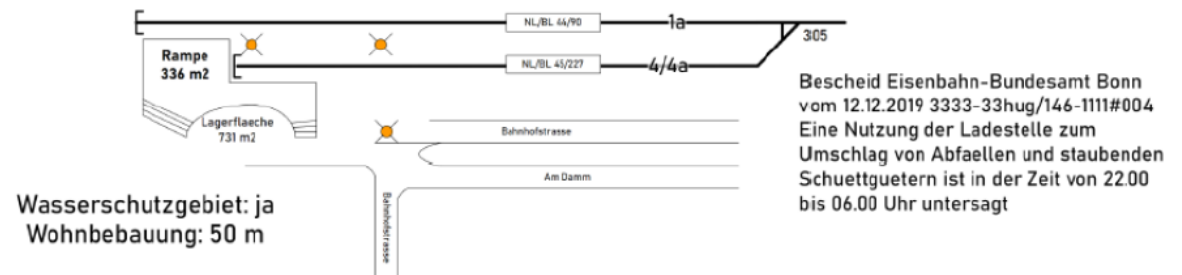 NL/BL 44/90
1a
305
Rampe
336 m2
NL/BL 45/227
4/4a
Lagerflaeche
731 m2
Bahnhofstrasse
Am Damm
Bahnhofstrasse
Bescheid Eisenbahn-Bundesamt Bonn
vom 12.12.2019 3333-33hug/146-1111#004
Eine Nutzung der Ladestelle zum
Umschlag von Abfaellen und staubenden
Schuettguetern ist in der Zeit von 22.00
bis 06.00 Uhr untersagt
Wasserschutzgebiet: ja
Wohnbebauung: 50 m